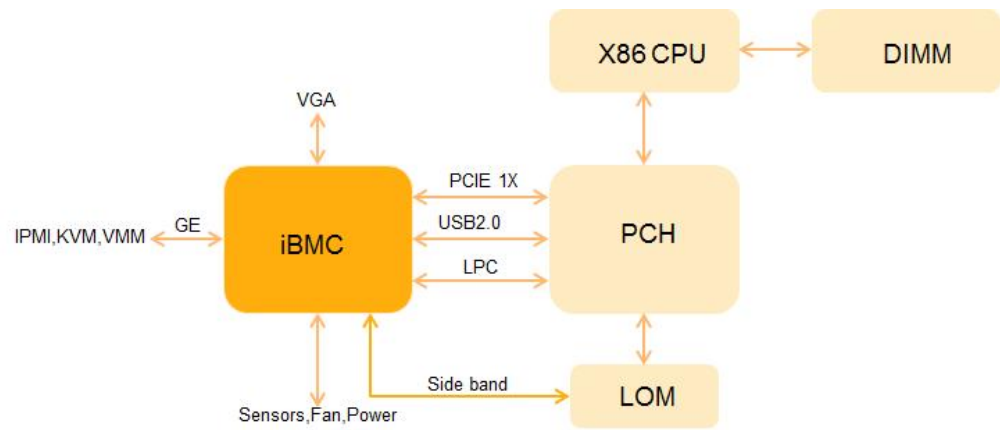 X86 CPU
DIMM
VGA
PCIE 1X
GE
USB2.0
IPMI,KVM,VMM
iBMC
PCH
LPC
Side band
LOM
Sensors,Fan,Power